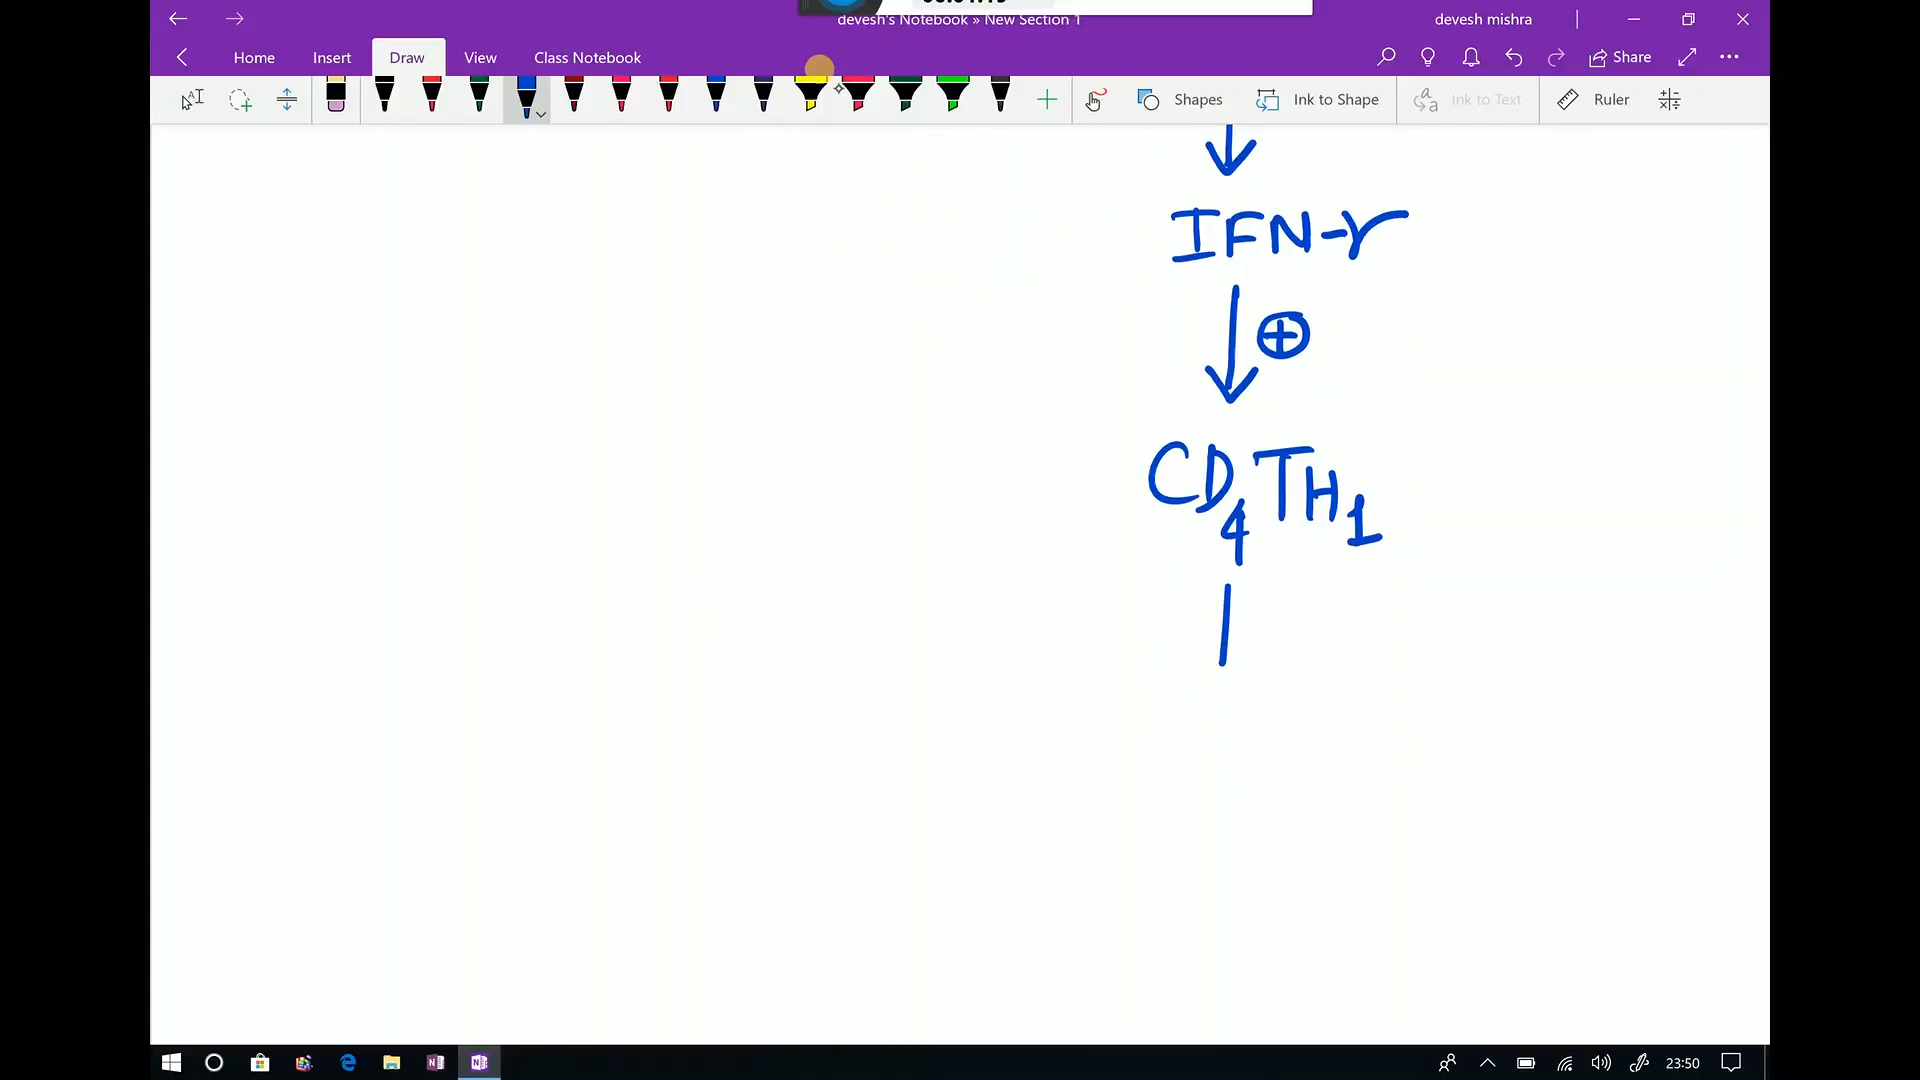 devesh's Notebook » New Section 1
devesh mishra
Home Insert Draw View Class Notebook
Share
Shapes Ink to Shape Ink to Text Ruler
IFN-γ
⊕
CD4 TH1
23:50